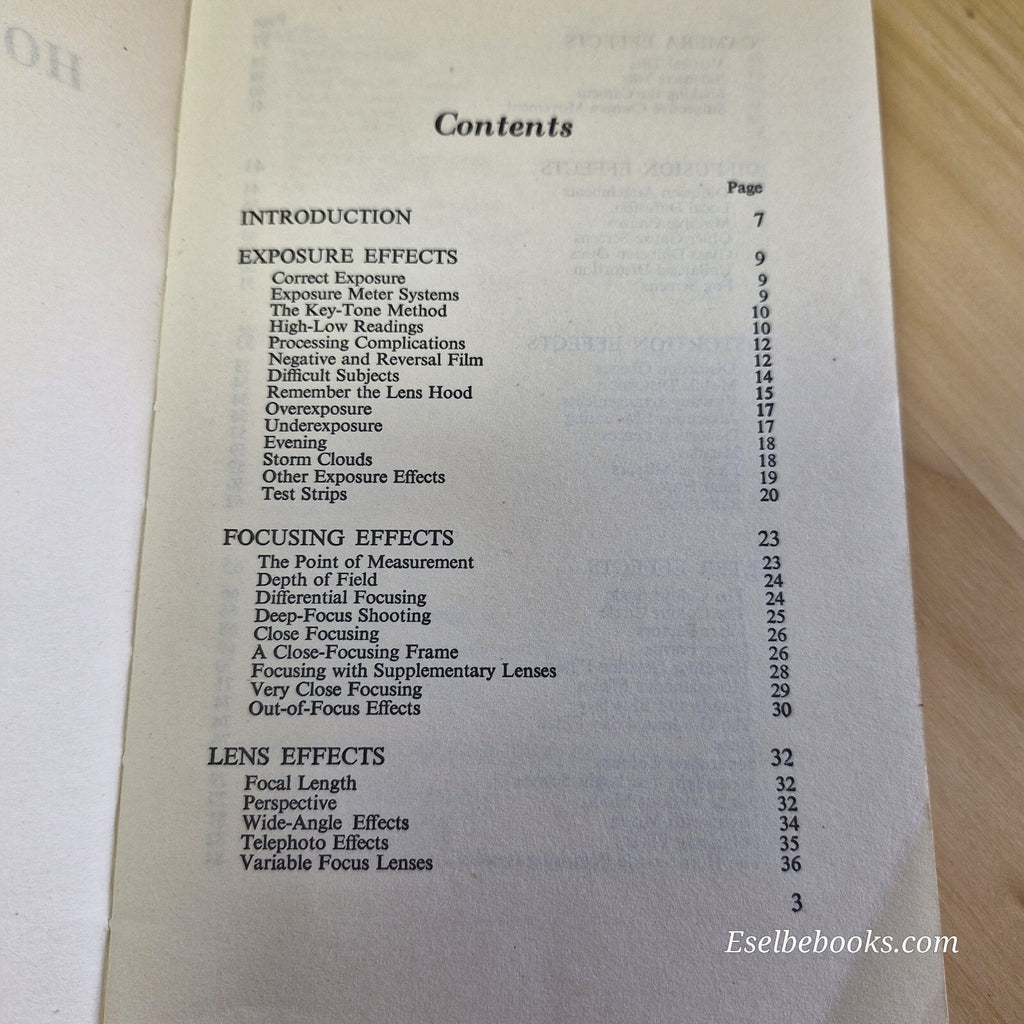 Contents
Page
INTRODUCTION 7
EXPOSURE EFFECTS 9
Correct Exposure 9
Exposure Meter Systems 9
The Key-Tone Method 10
High-Low Readings 10
Processing Complications 12
Negative and Reversal Film 12
Difficult Subjects 14
Remember the Lens Hood 15
Overexposure 17
Underexposure 17
Evening 18
Storm Clouds 18
Other Exposure Effects 19
Test Strips 20
FOCUSING EFFECTS 23
The Point of Measurement 23
Depth of Field 24
Differential Focusing 24
Deep-Focus Shooting 25
Close Focusing 26
A Close-Focusing Frame 26
Focusing with Supplementary Lenses 28
Very Close Focusing 29
Out-of-Focus Effects 30
LENS EFFECTS 32
Focal Length 32
Perspective 32
Wide-Angle Effects 34
Telephoto Effects 35
Variable Focus Lenses 36
3
Eselbebooks.com